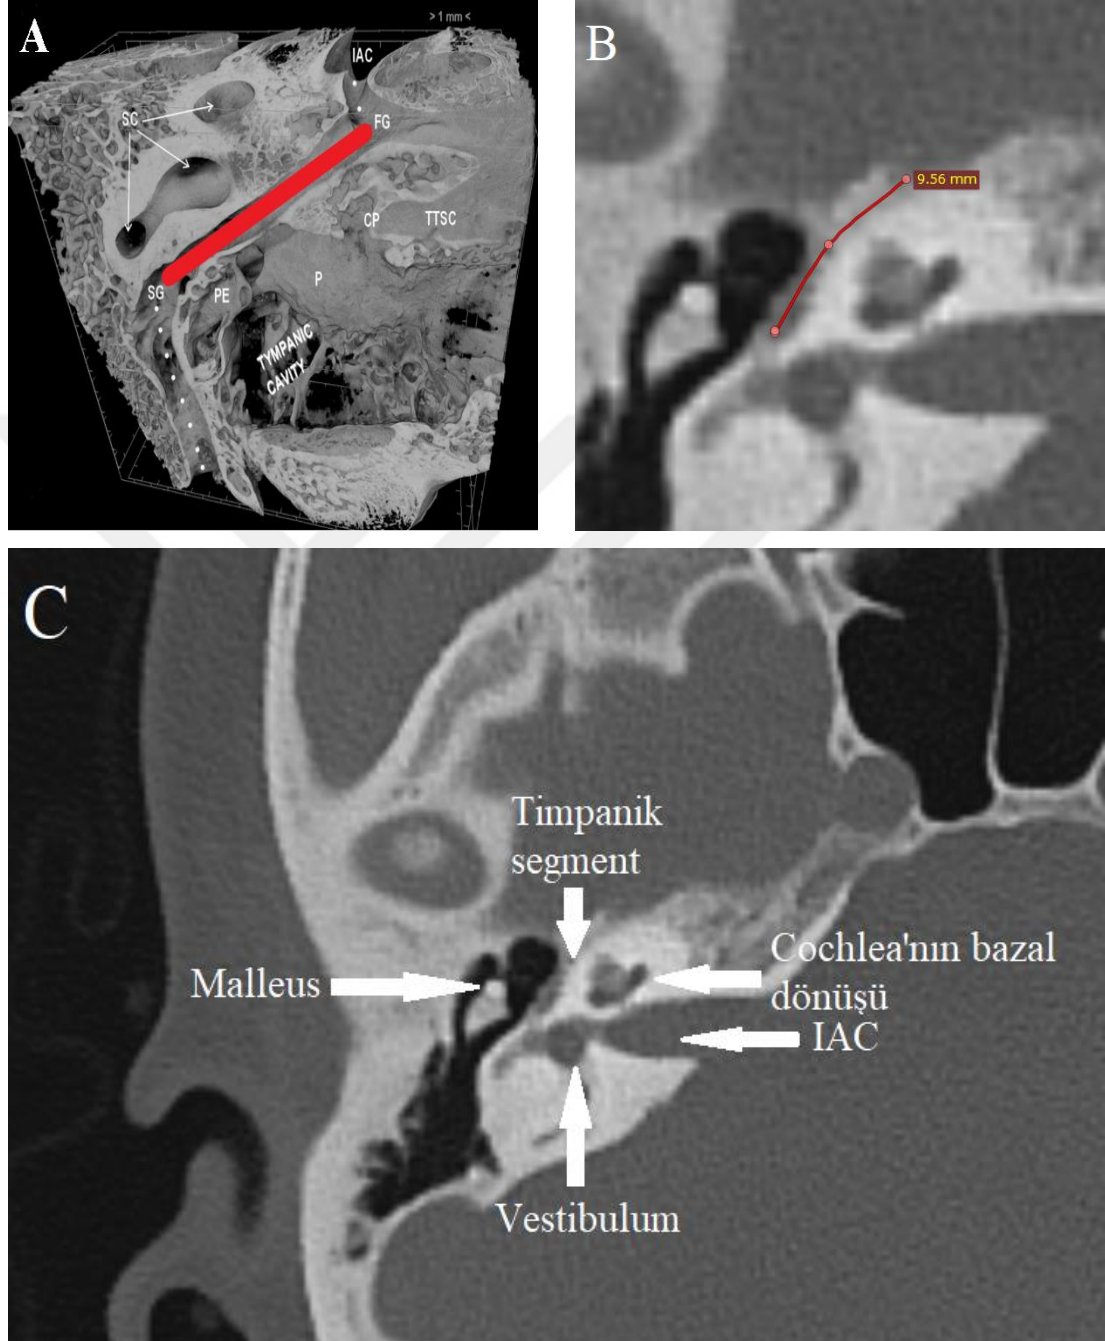 A
> 1 mm <
IAC
SC
FG
CP
TTSC
SG
PE
P
TYMPANIC
CAVITY
B
9.56 mm
C
Timpanik
segment
Malleus
Cochlea'nın bazal
dönüşü
IAC
Vestibulum